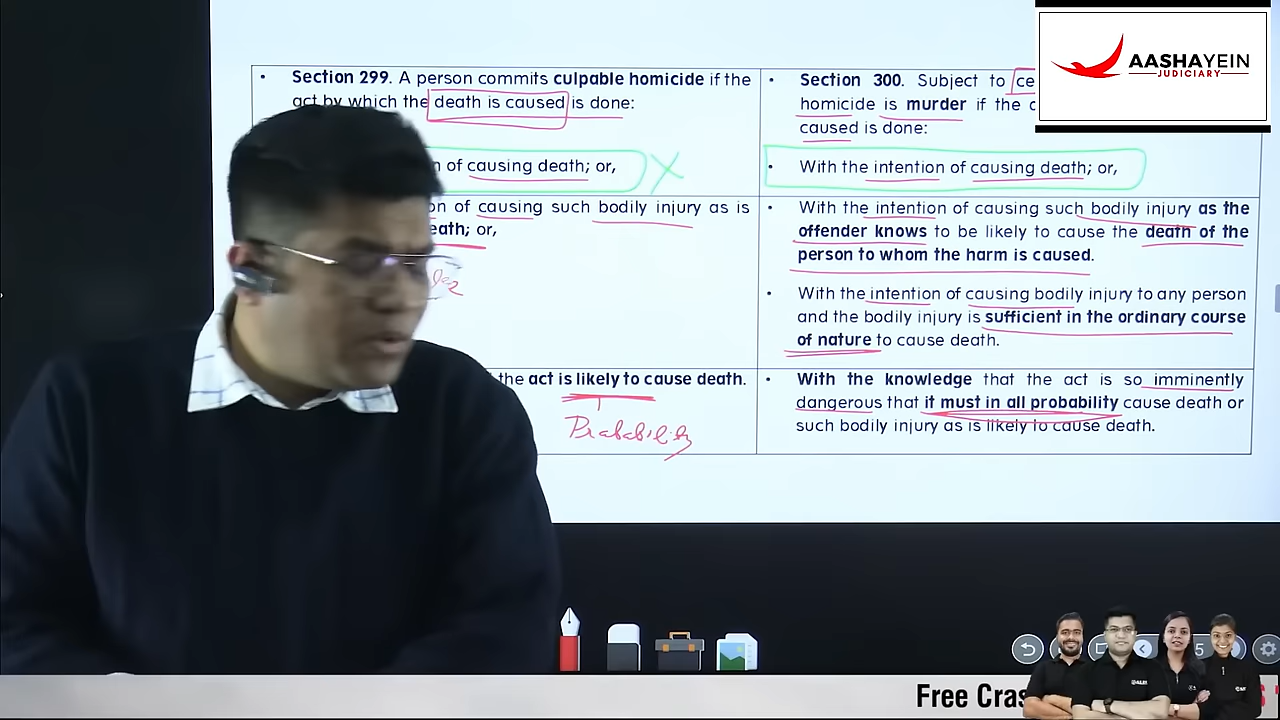 AASHAYEIN
JUDICIARY
• Section 299. A person commits culpable homicide if the
act by which the death is caused is done:
of causing death; or,
of causing such bodily injury as is
or,
the act is likely to cause death.
Probability
• Section 300. Subject to
homicide is murder if the
caused is done:
• With the intention of causing death; or,
• With the intention of causing such bodily injury as the
offender knows to be likely to cause the death of the
person to whom the harm is caused.
• With the intention of causing bodily injury to any person
and the bodily injury is sufficient in the ordinary course
of nature to cause death.
• With the knowledge that the act is so imminently
dangerous that it must in all probability cause death or
such bodily injury as is likely to cause death.
5
Free